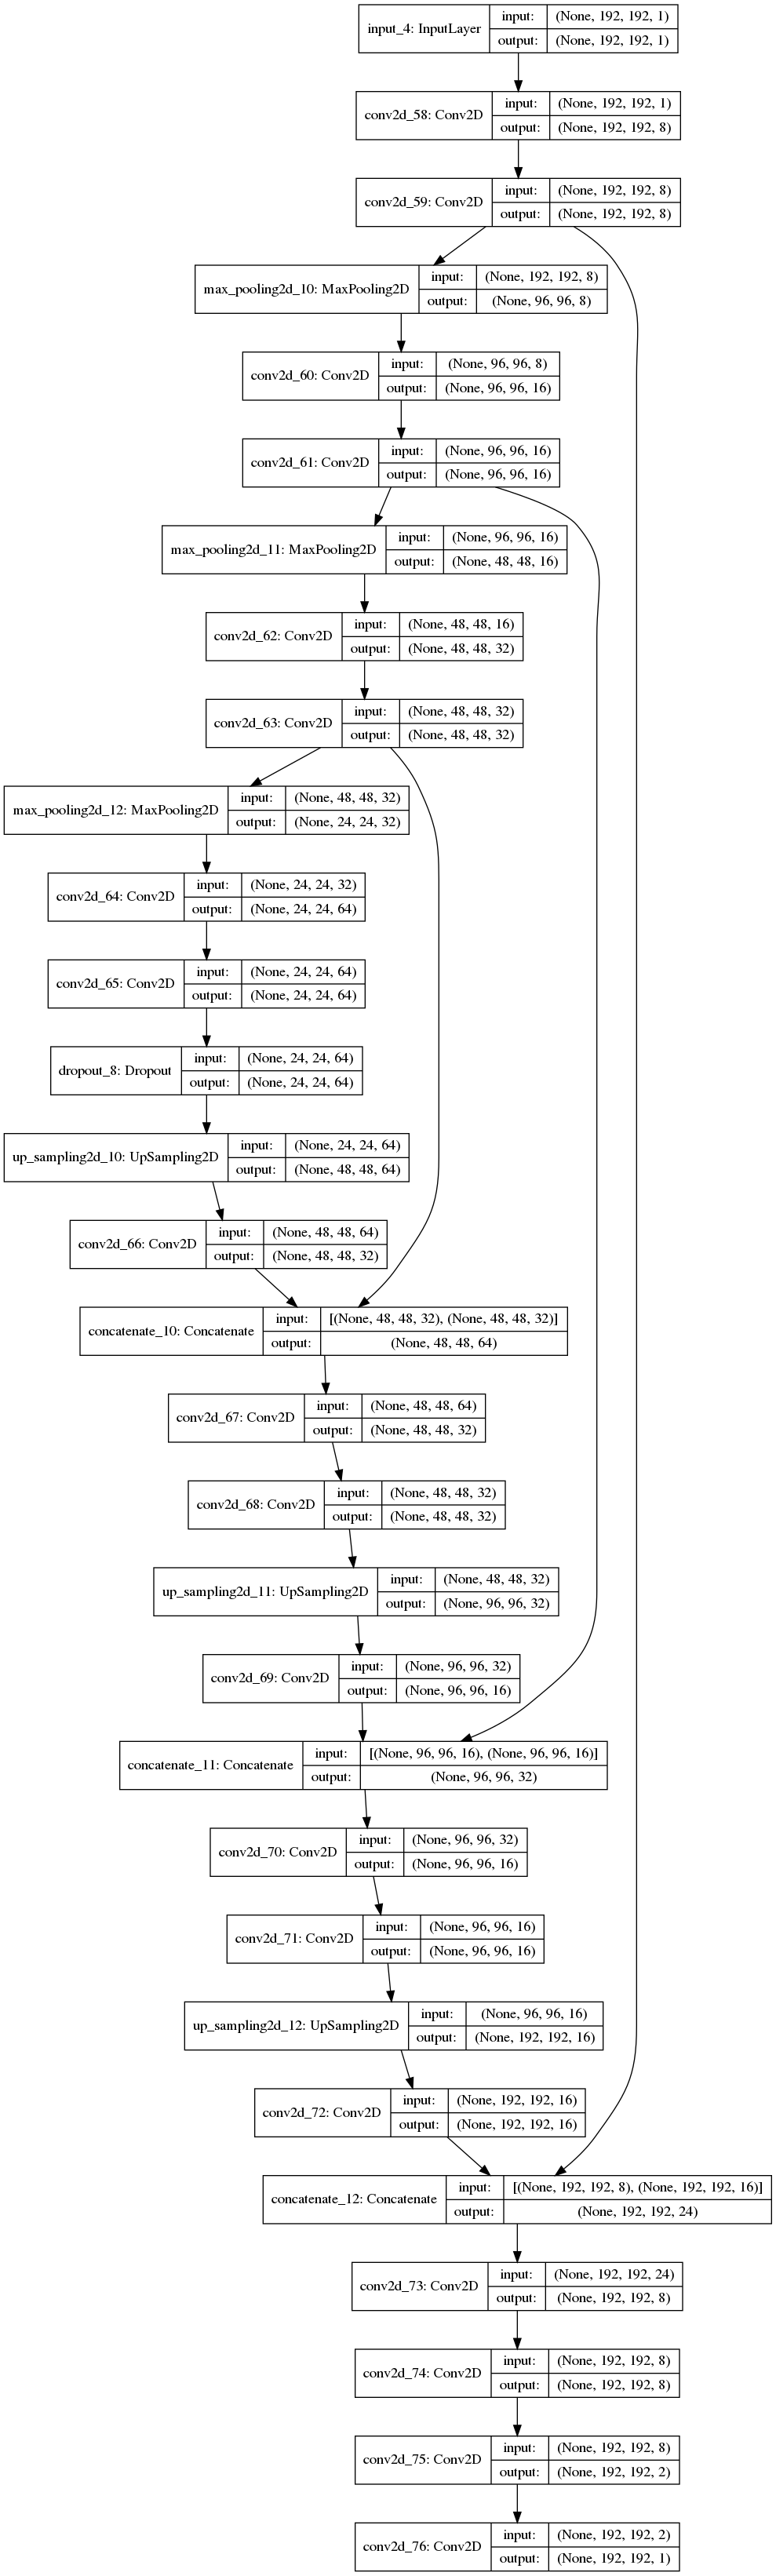 input_4: InputLayer
input: (None, 192, 192, 1)
output: (None, 192, 192, 1)
conv2d_58: Conv2D
input: (None, 192, 192, 1)
output: (None, 192, 192, 8)
conv2d_59: Conv2D
input: (None, 192, 192, 8)
output: (None, 192, 192, 8)
max_pooling2d_10: MaxPooling2D
input: (None, 192, 192, 8)
output: (None, 96, 96, 8)
conv2d_60: Conv2D
input: (None, 96, 96, 8)
output: (None, 96, 96, 16)
conv2d_61: Conv2D
input: (None, 96, 96, 16)
output: (None, 96, 96, 16)
max_pooling2d_11: MaxPooling2D
input: (None, 96, 96, 16)
output: (None, 48, 48, 16)
conv2d_62: Conv2D
input: (None, 48, 48, 16)
output: (None, 48, 48, 32)
conv2d_63: Conv2D
input: (None, 48, 48, 32)
output: (None, 48, 48, 32)
max_pooling2d_12: MaxPooling2D
input: (None, 48, 48, 32)
output: (None, 24, 24, 32)
conv2d_64: Conv2D
input: (None, 24, 24, 32)
output: (None, 24, 24, 64)
conv2d_65: Conv2D
input: (None, 24, 24, 64)
output: (None, 24, 24, 64)
dropout_8: Dropout
input: (None, 24, 24, 64)
output: (None, 24, 24, 64)
up_sampling2d_10: UpSampling2D
input: (None, 24, 24, 64)
output: (None, 48, 48, 64)
conv2d_66: Conv2D
input: (None, 48, 48, 64)
output: (None, 48, 48, 32)
concatenate_10: Concatenate
input: [(None, 48, 48, 32), (None, 48, 48, 32)]
output: (None, 48, 48, 64)
conv2d_67: Conv2D
input: (None, 48, 48, 64)
output: (None, 48, 48, 32)
conv2d_68: Conv2D
input: (None, 48, 48, 32)
output: (None, 48, 48, 32)
up_sampling2d_11: UpSampling2D
input: (None, 48, 48, 32)
output: (None, 96, 96, 32)
conv2d_69: Conv2D
input: (None, 96, 96, 32)
output: (None, 96, 96, 16)
concatenate_11: Concatenate
input: [(None, 96, 96, 16), (None, 96, 96, 16)]
output: (None, 96, 96, 32)
conv2d_70: Conv2D
input: (None, 96, 96, 32)
output: (None, 96, 96, 16)
conv2d_71: Conv2D
input: (None, 96, 96, 16)
output: (None, 96, 96, 16)
up_sampling2d_12: UpSampling2D
input: (None, 96, 96, 16)
output: (None, 192, 192, 16)
conv2d_72: Conv2D
input: (None, 192, 192, 16)
output: (None, 192, 192, 16)
concatenate_12: Concatenate
input: [(None, 192, 192, 8), (None, 192, 192, 16)]
output: (None, 192, 192, 24)
conv2d_73: Conv2D
input: (None, 192, 192, 24)
output: (None, 192, 192, 8)
conv2d_74: Conv2D
input: (None, 192, 192, 8)
output: (None, 192, 192, 8)
conv2d_75: Conv2D
input: (None, 192, 192, 8)
output: (None, 192, 192, 2)
conv2d_76: Conv2D
input: (None, 192, 192, 2)
output: (None, 192, 192, 1)